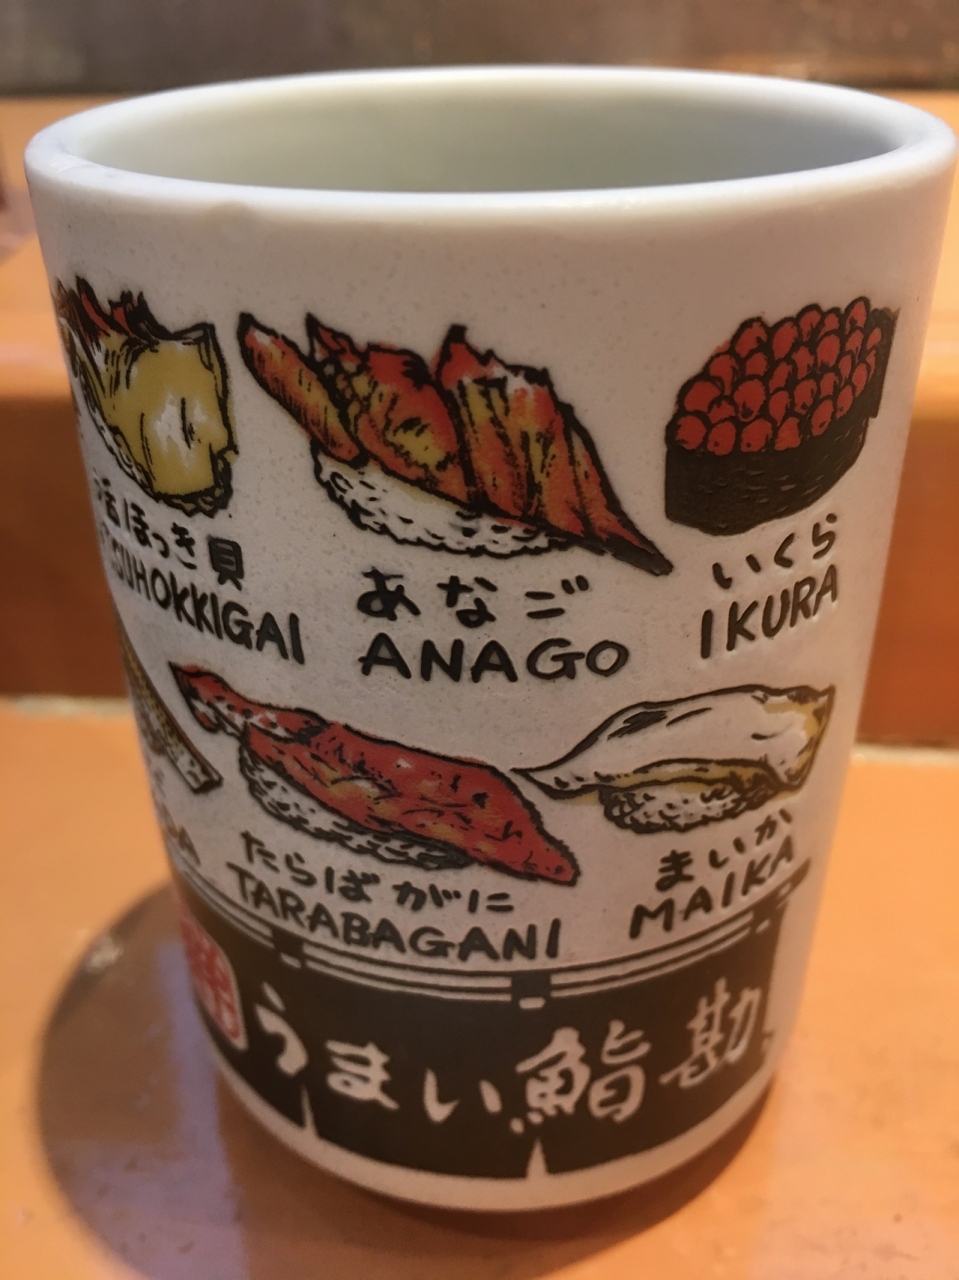 活ほっき貝
HOKKIGAI
あなご
ANAGO
いくら
IKURA
たらばがに
TARABAGANI
まいか
MAIKA
うまい鮨勘